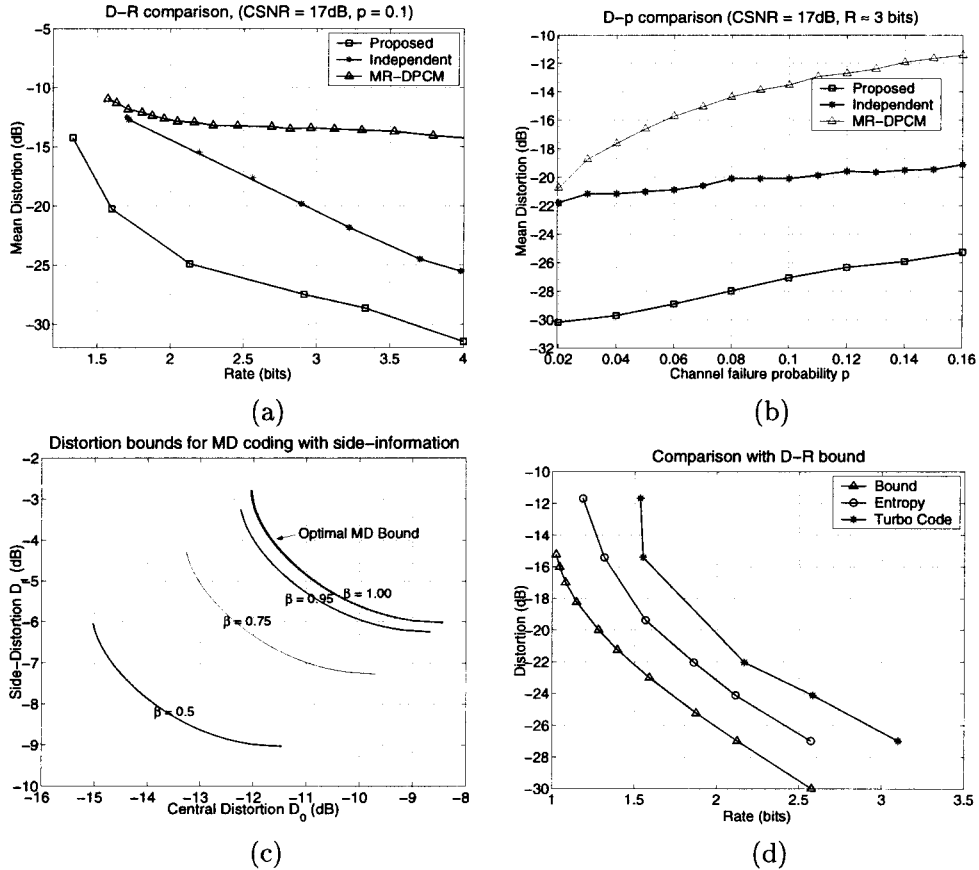 D-R comparison, (CSNR = 17dB, p = 0.1)
Proposed
Independent
MR-DPCM
-5
-10
-15
-20
-25
-30
Mean Distortion (dB)
1.5
2
2.5
3
3.5
4
Rate (bits)
(a)
D-p comparison (CSNR = 17dB, R ≈ 3 bits)
Proposed
Independent
MR-DPCM
-10
-12
-14
-16
-18
-20
-22
-24
-26
-28
-30
-32
Mean Distortion (dB)
0.02
0.04
0.06
0.08
0.1
0.12
0.14
0.16
Channel failure probability p
(b)
Distortion bounds for MD coding with side-information
-2
-3
-4
-5
-6
-7
-8
-9
-10
Side-Distortion D (dB)
Optimal MD Bound
β = 1.00
β = 0.95
β = 0.75
β = 0.5
-16
-15
-14
-13
-12
-11
-10
-9
-8
Central Distortion D0 (dB)
(c)
Comparison with D-R bound
Bound
Entropy
Turbo Code
-10
-12
-14
-16
-18
-20
-22
-24
-26
-28
-30
Distortion (dB)
1
1.5
2
2.5
3
3.5
Rate (bits)
(d)